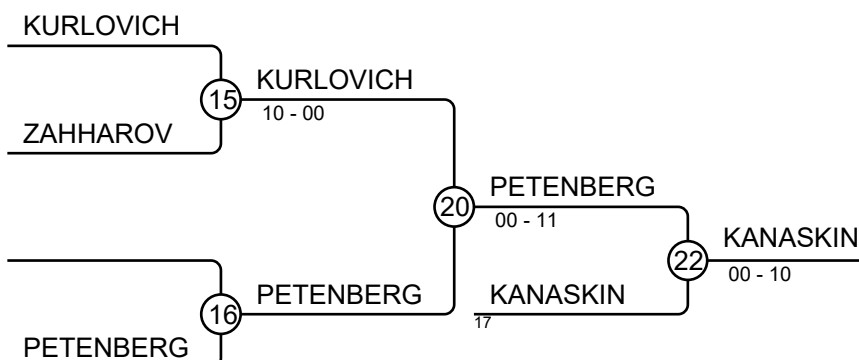 KURLOVICH
15
KURLOVICH
10 - 00
ZAHHAROV
20
PETENBERG
00 - 11
22
KANASKIN
00 - 10
16
PETENBERG
KANASKIN
17
PETENBERG